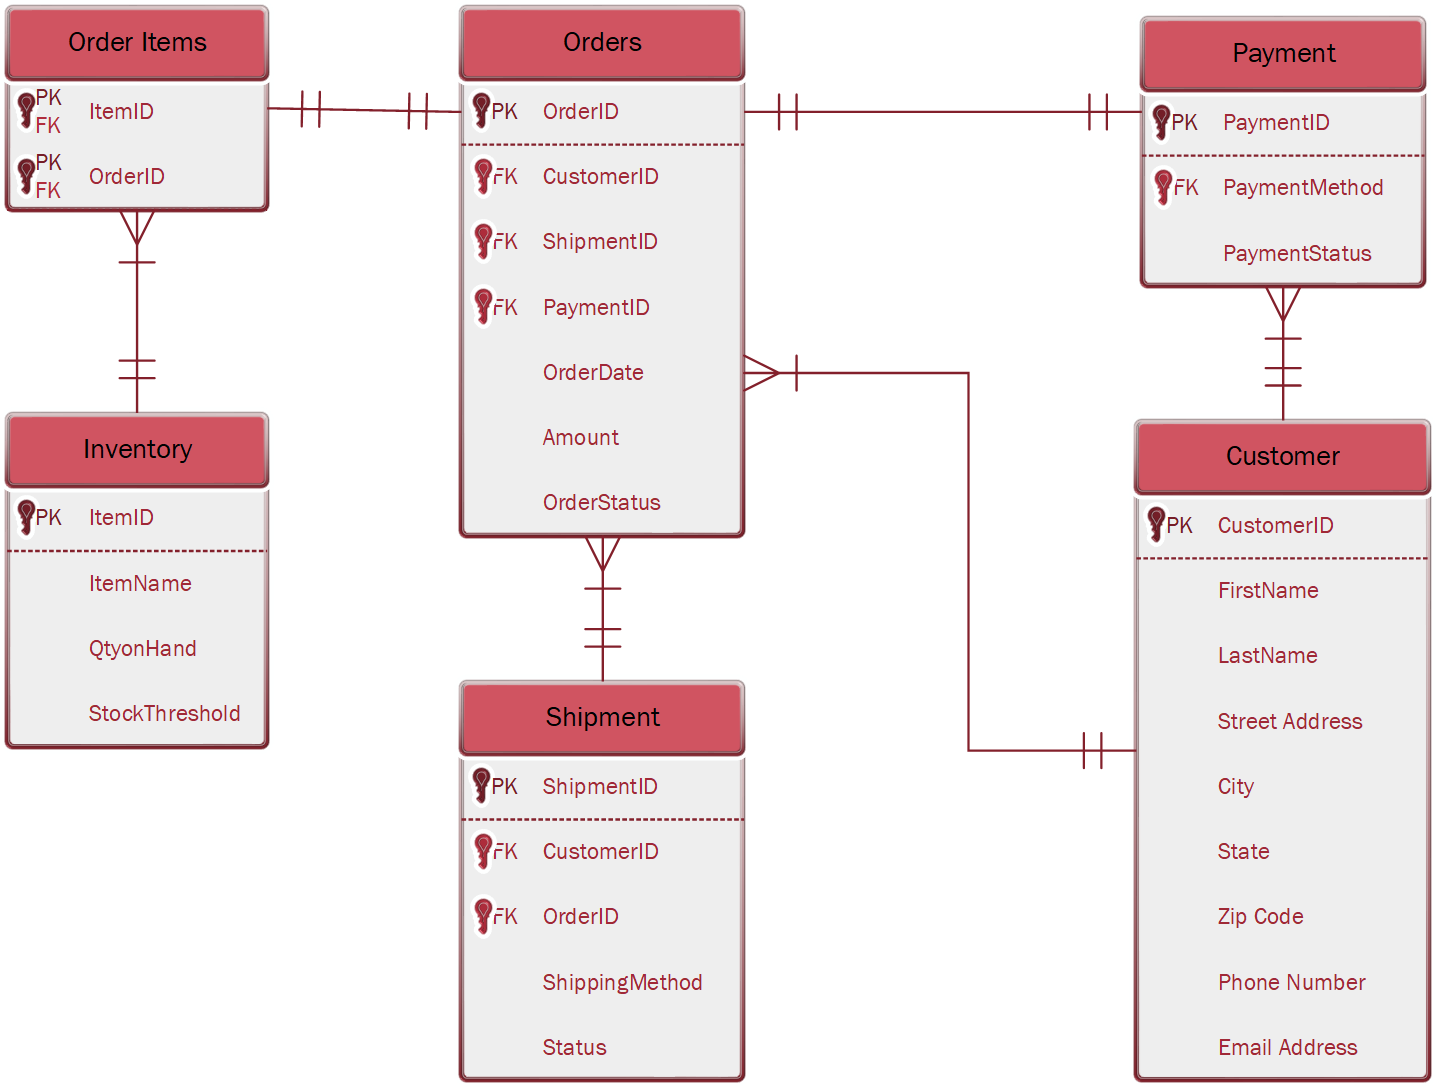 Order Items
PK
FK
ItemID
PK
FK
OrderID
Orders
PK OrderID
FK CustomerID
FK ShipmentID
FK PaymentID
OrderDate
Amount
OrderStatus
Payment
PK PaymentID
FK PaymentMethod
PaymentStatus
Inventory
PK ItemID
ItemName
QtyonHand
StockThreshold
Shipment
PK ShipmentID
FK CustomerID
FK OrderID
ShippingMethod
Status
Customer
PK CustomerID
FirstName
LastName
Street Address
City
State
Zip Code
Phone Number
Email Address